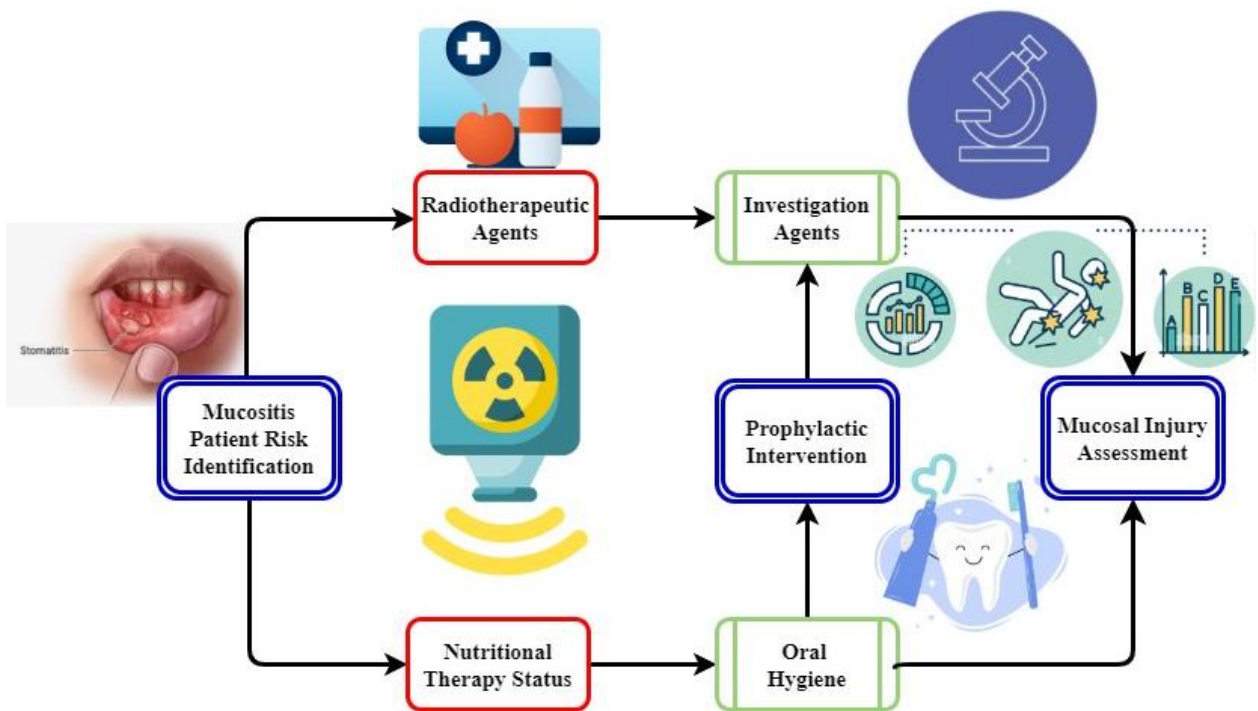 Radiotherapeutic
Agents
Investigation
Agents
Stomatitis
B
C
D
E
Mucositis
Patient Risk
Identification
Prophylactic
Intervention
Mucosal Injury
Assessment
Nutritional
Therapy Status
Oral
Hygiene